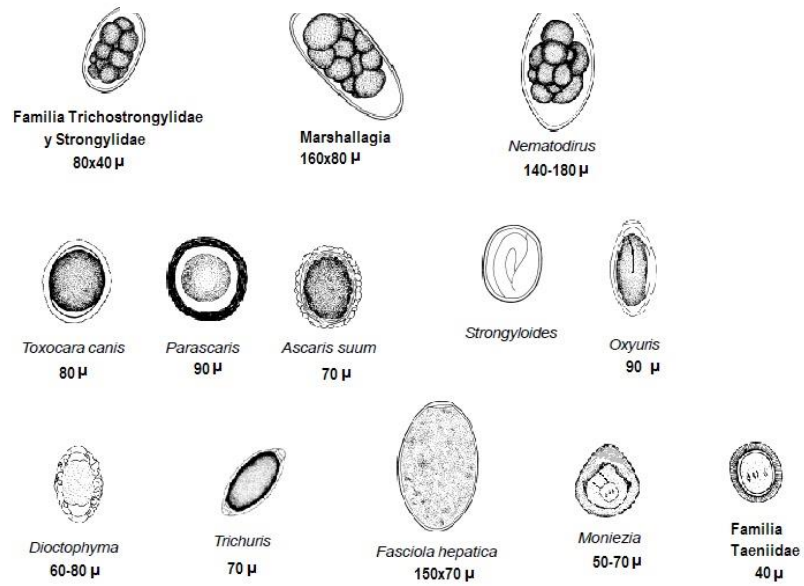 Familia Trichostrongylidae
y Strongylidae
80x40 µ
Marshallagia
160x80 µ
Nematodirus
140-180 µ
Toxocara canis
80 µ
Parascaris
90 µ
Ascaris suum
70 µ
Strongyloides
Oxyuris
90 µ
Dioctophyma
60-80 µ
Trichuris
70 µ
Fasciola hepatica
150x70 µ
Moniezia
50-70 µ
Familia
Taeniidae
40 µ